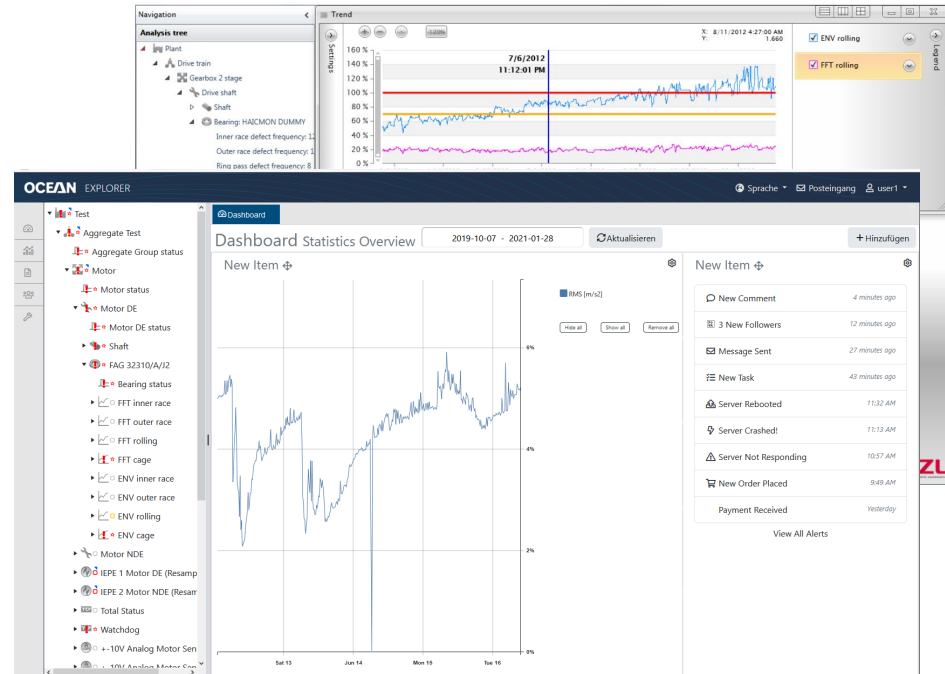 Navigation
Trend
Analysis tree
Plant
Drive train
Gearbox 2 stage
Drive shaft
Shaft
Bearing: HAICMON DUMMY
Inner race defect frequency: 12
Outer race defect frequency: 1
Ring pass defect frequency: 8
Settings
120%
X: 8/11/2012 4:27:00 AM
Y: 1.660
7/6/2012
11:12:01 PM
160 %
140 %
120 %
100 %
80 %
60 %
40 %
20 %
0 %
ENV rolling
FFT rolling
Legend
OCEAN EXPLORER
Sprache
Posteingang
user1
Test
Aggregate Test
Aggregate Group status
Motor
Motor status
Motor DE
Motor DE status
Shaft
FAG 32310/A/J2
Bearing status
FFT inner race
FFT outer race
FFT rolling
FFT cage
ENV inner race
ENV outer race
ENV rolling
ENV cage
Motor NDE
IEPE 1 Motor DE (Resamp
IEPE 2 Motor NDE (Resam
Total Status
Watchdog
+-10V Analog Motor Sen
+-10V Analog Motor Sen
Dashboard
Dashboard Statistics Overview
2019-10-07 - 2021-01-28
Aktualisieren
+ Hinzufügen
New Item
RMS [m/s2]
Hide all
Show all
Remove all
6%
4%
2%
0%
Sat 13
Jun 14
Mon 15
Tue 16
New Item
New Comment 4 minutes ago
3 New Followers 12 minutes ago
Message Sent 27 minutes ago
New Task 43 minutes ago
Server Rebooted 11:32 AM
Server Crashed! 11:13 AM
Server Not Responding 10:57 AM
New Order Placed 9:49 AM
Payment Received Yesterday
View All Alerts
ZU